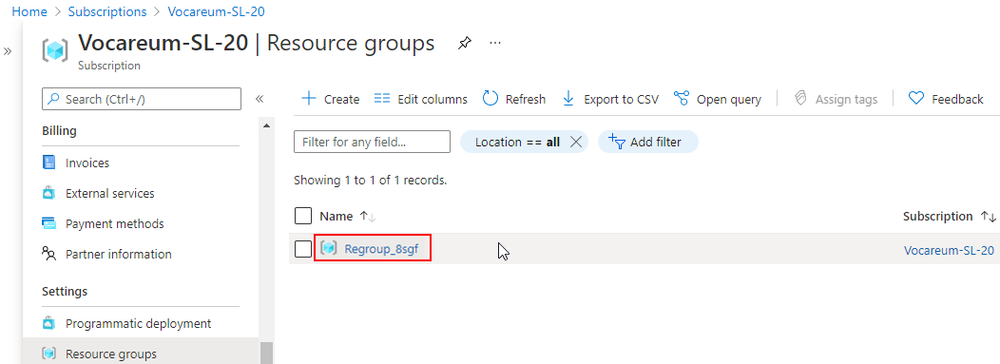 Home > Subscriptions > Vocareum-SL-20
Vocareum-SL-20 | Resource groups ...
Subscription
Search (Ctrl+/)
Billing
Invoices
External services
Payment methods
Partner information
Settings
Programmatic deployment
Resource groups
Create Edit columns Refresh Export to CSV Open query Assign tags Feedback
Filter for any field...
Location == all
Add filter
Showing 1 to 1 of 1 records.
Name Subscription
Regroup_8sgf Vocareum-SL-20